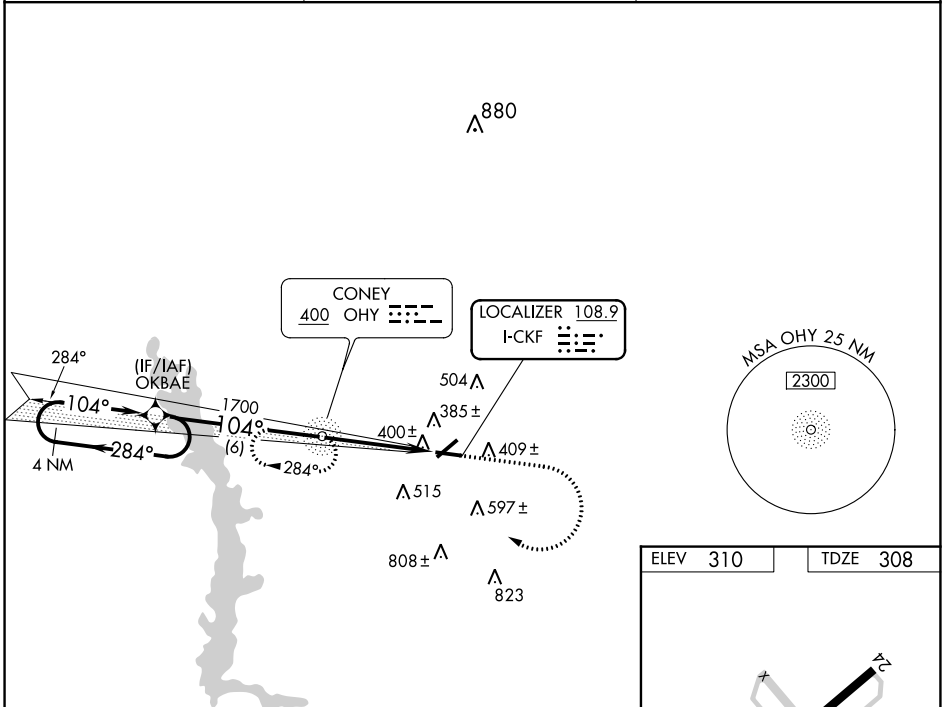 880
CONEY
400 OHY
LOCALIZER 108.9
I-CKF
MSA OHY 25 NM
2300
284°
(IF/IAF)
OKBAE
104°
1700
104°
(6)
284°
4 NM
284°
504
385 ±
400 ±
409 ±
515
597 ±
808 ±
823
ELEV 310
TDZE 308
24
x